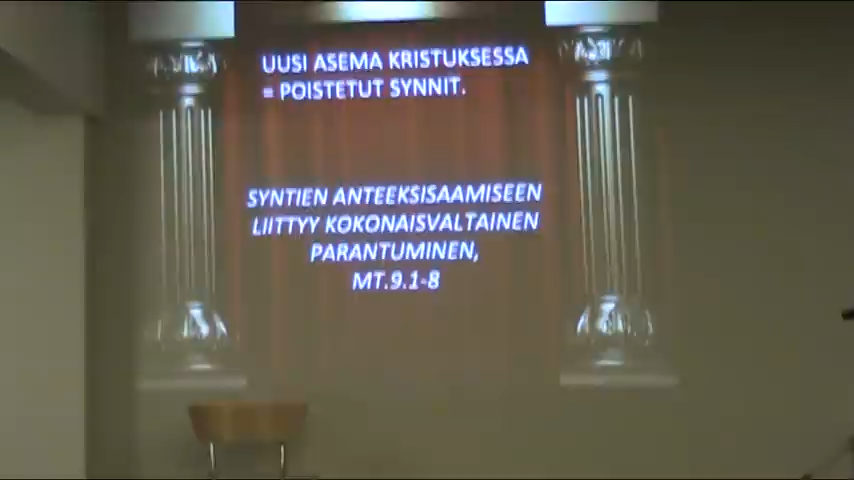 UUSI ASEMA KRISTUKSESSA
= POISTETUT SYNNIT.
SYNTIEN ANTEEKSISAAMISEEN
LIITTYY KOKONAISVALTAINEN
PARANTUMINEN,
MT.9.1-8